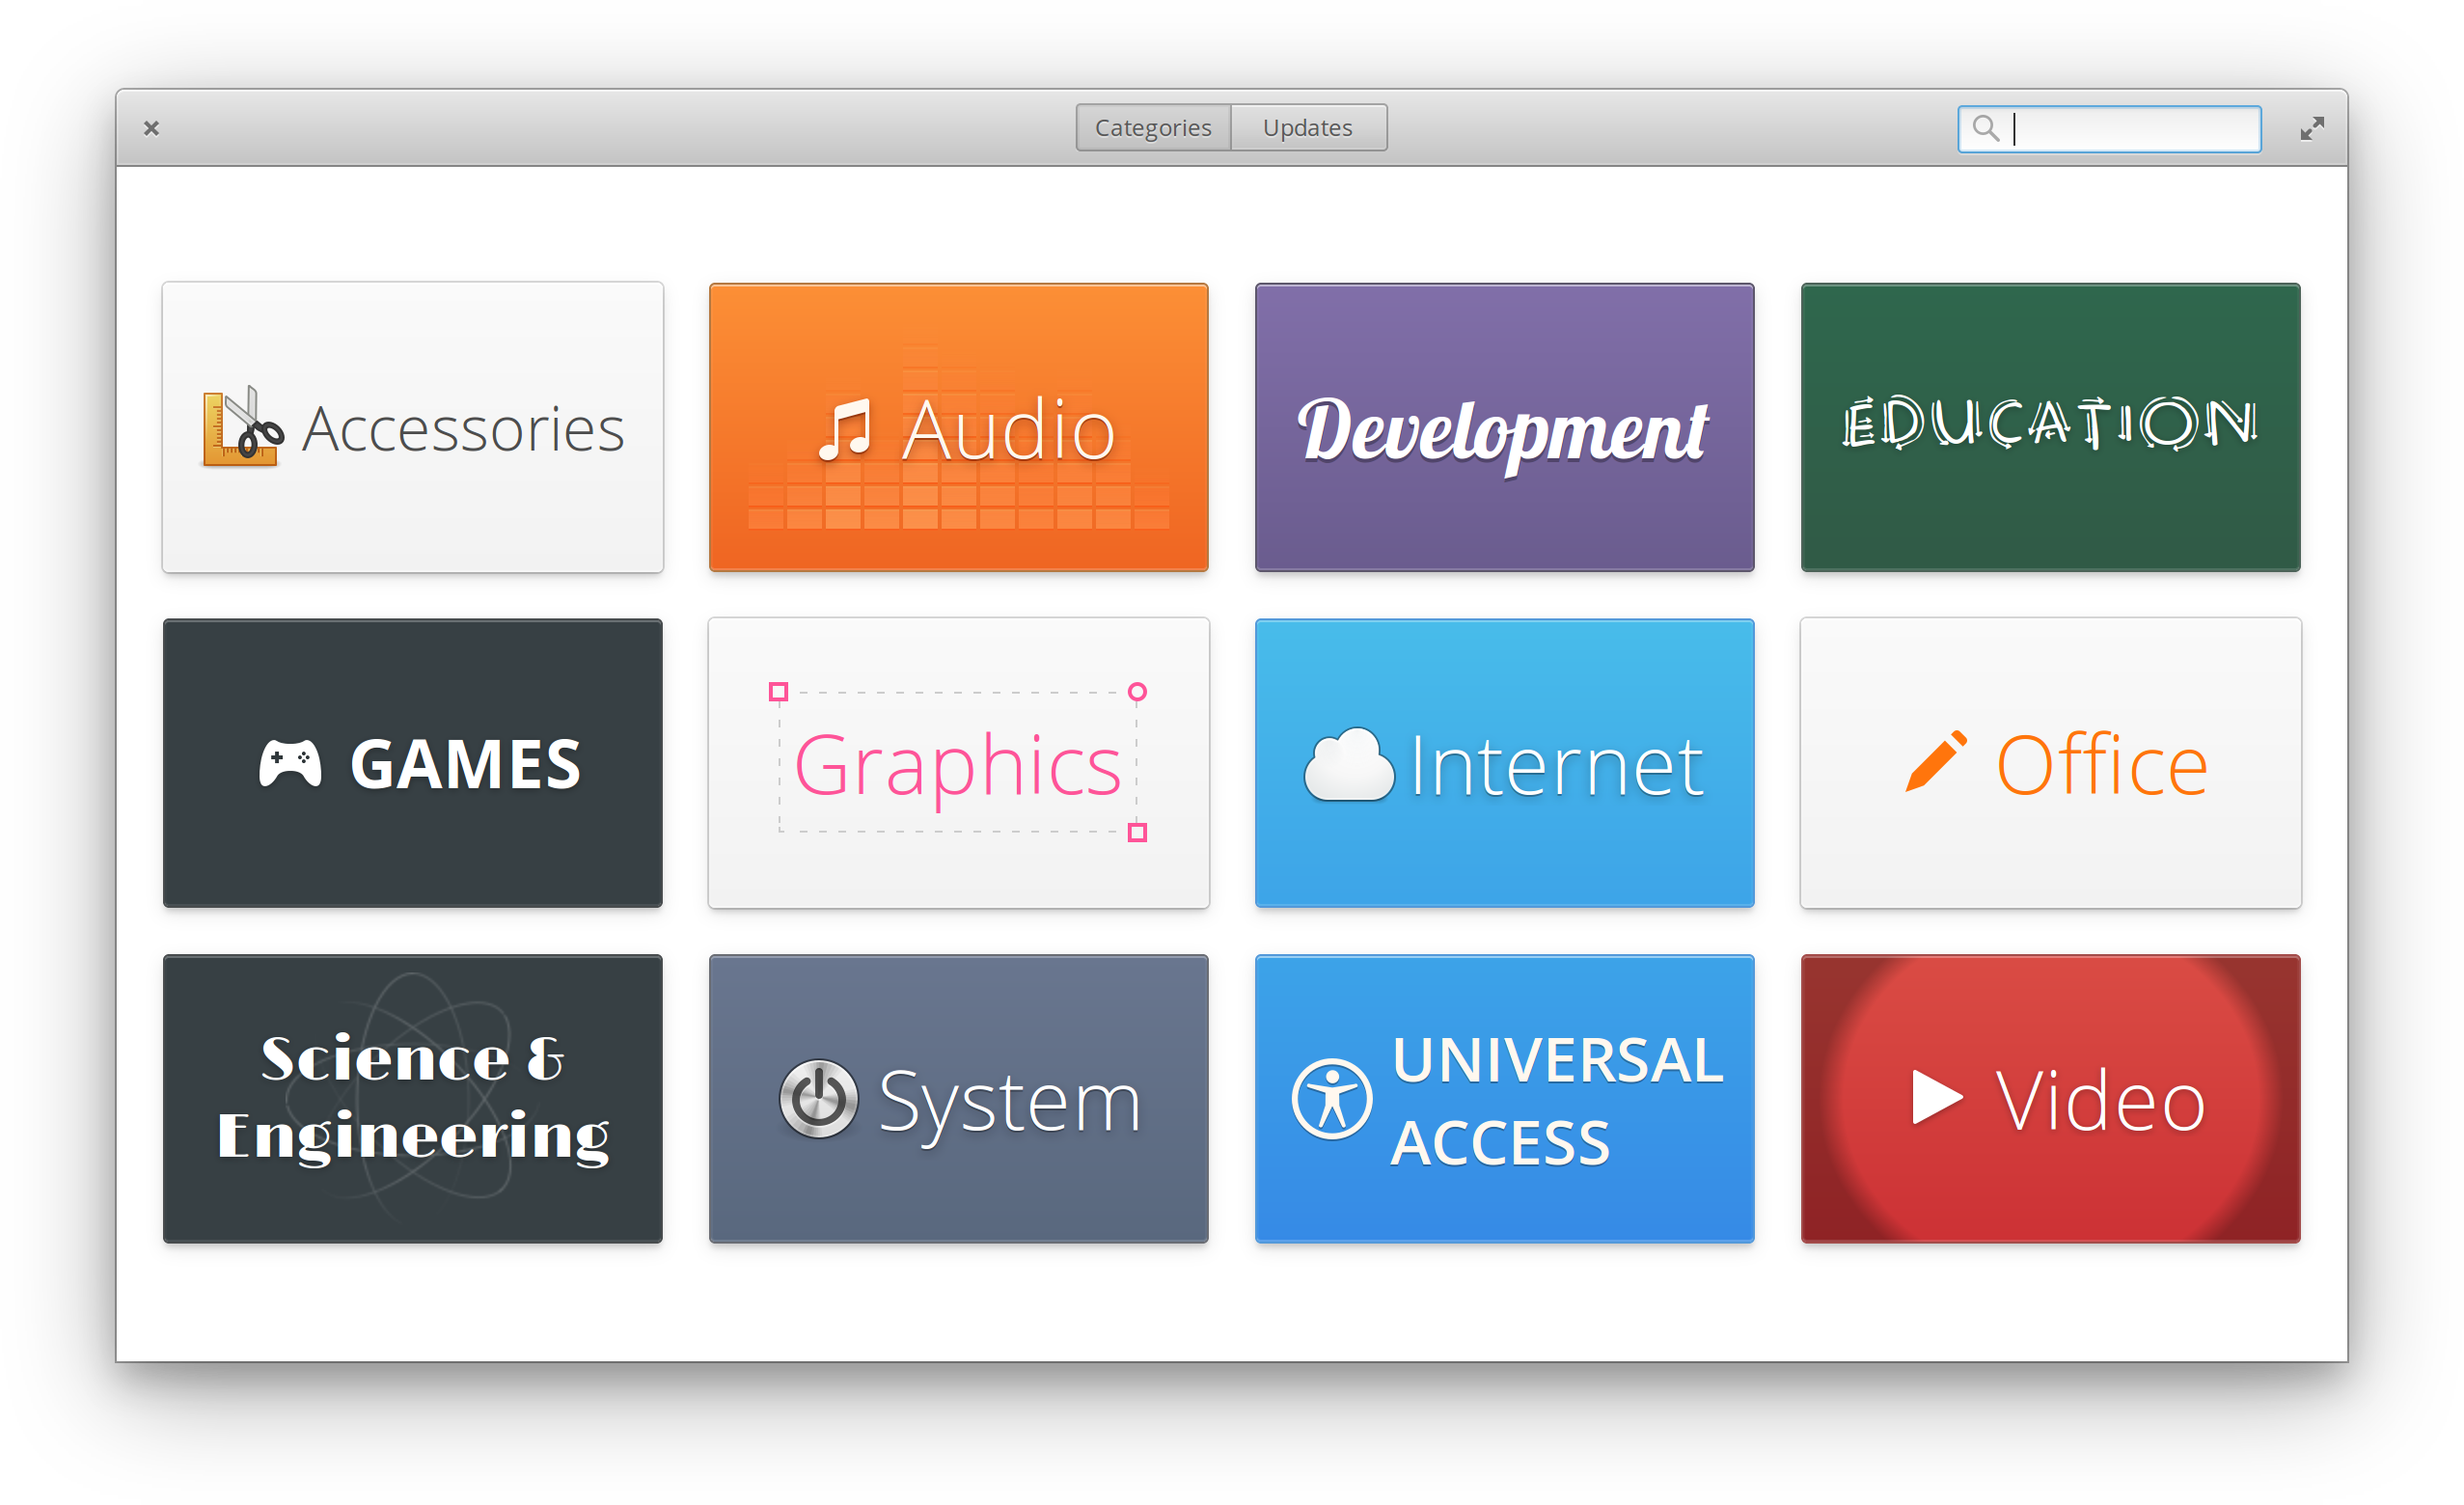 Categories Updates
Accessories
Audio
Development
EDUCATION
GAMES
Graphics
Internet
Office
Science &
Engineering
System
UNIVERSAL
ACCESS
Video